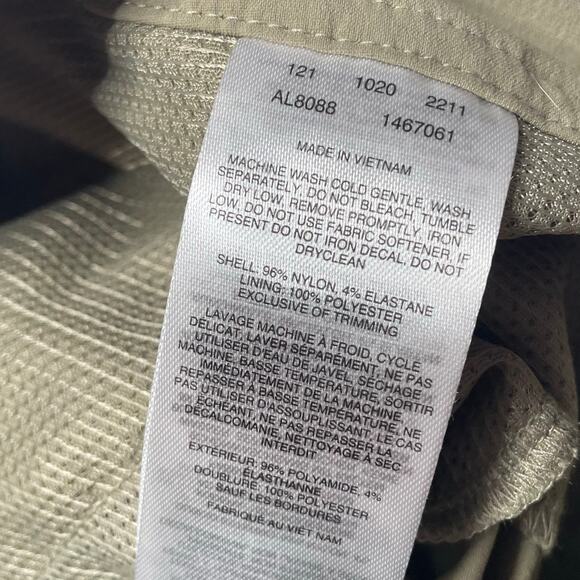 121 1020 2211
AL8088 1467061
MADE IN VIETNAM
MACHINE WASH COLD GENTLE, WASH
SEPARATELY. DO NOT BLEACH, TUMBLE
DRY LOW, REMOVE PROMPTLY. IRON
LOW. DO NOT USE FABRIC SOFTENER. IF
PRESENT DO NOT IRON DECAL. DO NOT
DRYCLEAN
SHELL: 96% NYLON, 4% ELASTANE
LINING: 100% POLYESTER
EXCLUSIVE OF TRIMMING
LAVAGE MACHINE À FROID, CYCLE
DÉLICAT, LAVER SÉPARÉMENT, NE PAS
UTILISER D'EAU DE JAVEL, SÉCHAGE
MACHINE, BASSE TEMPÉRATURE, SORTIR
IMMÉDIATEMENT DE LA MACHINE
REPASSER À BASSE TEMPÉRATURE, NE
PAS UTILISER D'ASSOUPLISSANT, LE CAS
ÉCHÉANT, NE PAS REPASSER LA
DÉCALCOMANIE, NETTOYAGE À SEC
INTERDIT
EXTÉRIEUR: 96% POLYAMIDE, 4%
ÉLASTHANNE
DOUBLURE: 100% POLYESTER
SAUF LES BORDURES
FABRIQUÉ AU VIÊT NAM